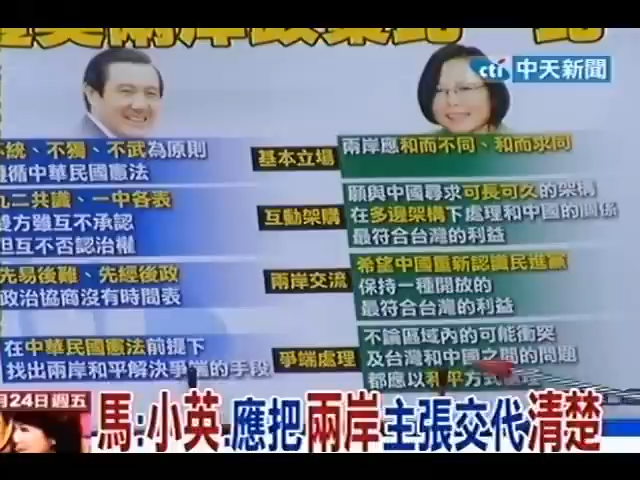 cti 中天新聞
不統、不獨、不武為原則
遵循中華民國憲法
基本立場
兩岸應和而不同、和而求同
九二共識、一中各表
雙方雖互不承認
但互不否認治權
互動架構
願與中國尋求可長可久的架構
在多邊架構下處理和中國的關係
最符合台灣的利益
先易後難、先經後政
政治協商沒有時間表
兩岸交流
希望中國重新認識民進黨
保持一種開放的
最符合台灣的利益
在中華民國憲法前提下
找出兩岸和平解決爭端的手段
爭端處理
不論區域內的可能衝突
及台灣和中國之間的問題
都應以和平方式處理
月24日週五
馬:小英.應把兩岸主張交代清楚